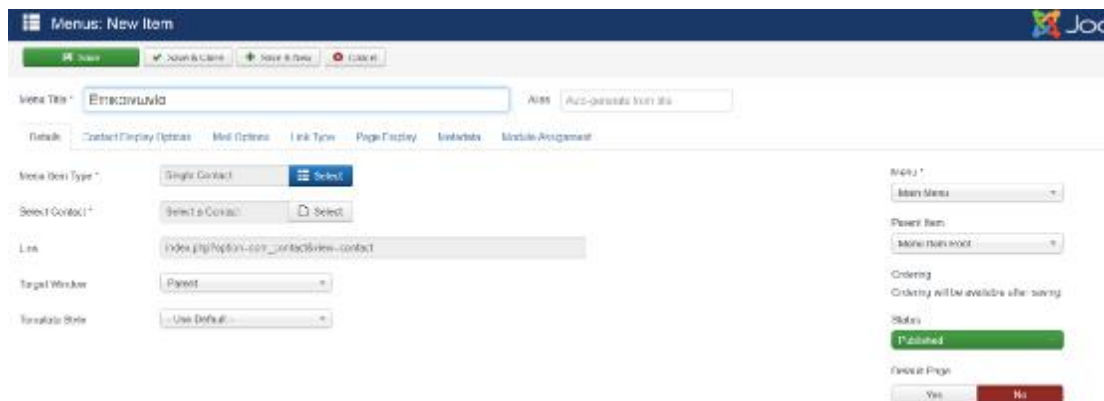 Menus: New Item
Joo
Save
Save & Close
Save & New
Cancel
Menu Title *
Επικοινωνία
Alias
Auto-generate from title
Details
Contact Display Options
Mail Options
Link Type
Page Display
Metadata
Module Assignment
Menu Item Type *
Single Contact
Select
Select Contact *
Select a Contact
Select
Link
index.php?option=com_contact&view=contact
Target Window
Parent
Template Style
- Use Default -
Menu *
Main Menu
Parent Item
Menu Item Root
Ordering
Ordering will be available after saving
Status
Published
Default Page
Yes
No